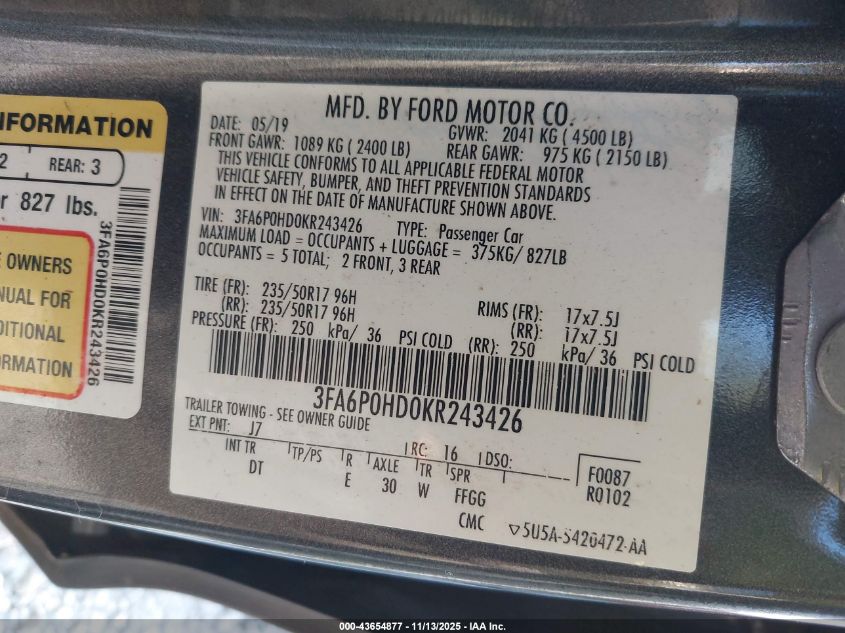 INFORMATION
2
REAR: 3
827 lbs.
3FA6P0HD0KR243426
OWNERS
FOR
MFD. BY FORD MOTOR CO.
DATE: 05/19
GVWR: 2041 KG ( 4500 LB)
FRONT GAWR: 1089 KG ( 2400 LB)
REAR GAWR: 975 KG ( 2150 LB)
THIS VEHICLE CONFORMS TO ALL APPLICABLE FEDERAL MOTOR
VEHICLE SAFETY, BUMPER, AND THEFT PREVENTION STANDARDS
IN EFFECT ON THE DATE OF MANUFACTURE SHOWN ABOVE.
VIN: 3FA6P0HD0KR243426
TYPE: Passenger Car
MAXIMUM LOAD = OCCUPANTS + LUGGAGE = 375KG/ 827LB
OCCUPANTS = 5 TOTAL; 2 FRONT, 3 REAR
TIRE (FR): 235/50R17 96H
RIMS (FR): 17x7.5J
(RR): 235/50R17 96H
(RR): 17x7.5J
PRESSURE (FR): 250 kPa/ 36 PSI COLD
(RR): 250 kPa/ 36 PSI COLD
3FA6P0HD0KR243426
TRAILER TOWING - SEE OWNER GUIDE
EXT PNT: J7
RC: 16
DSO:
F0087
R0102
INT TR
TP/PS
R
AXLE
TR
SPR
DT
E
30
W
FFGG
CMC
5U5A-5420472-AA
000-43654877 - 11/13/2025 - IAA Inc.